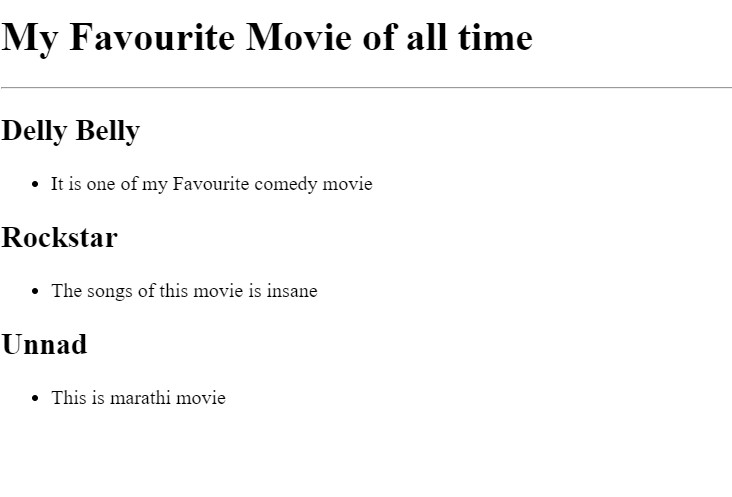 My Favourite Movie of all time
Delly Belly
It is one of my Favourite comedy movie
Rockstar
The songs of this movie is insane
Unnad
This is marathi movie